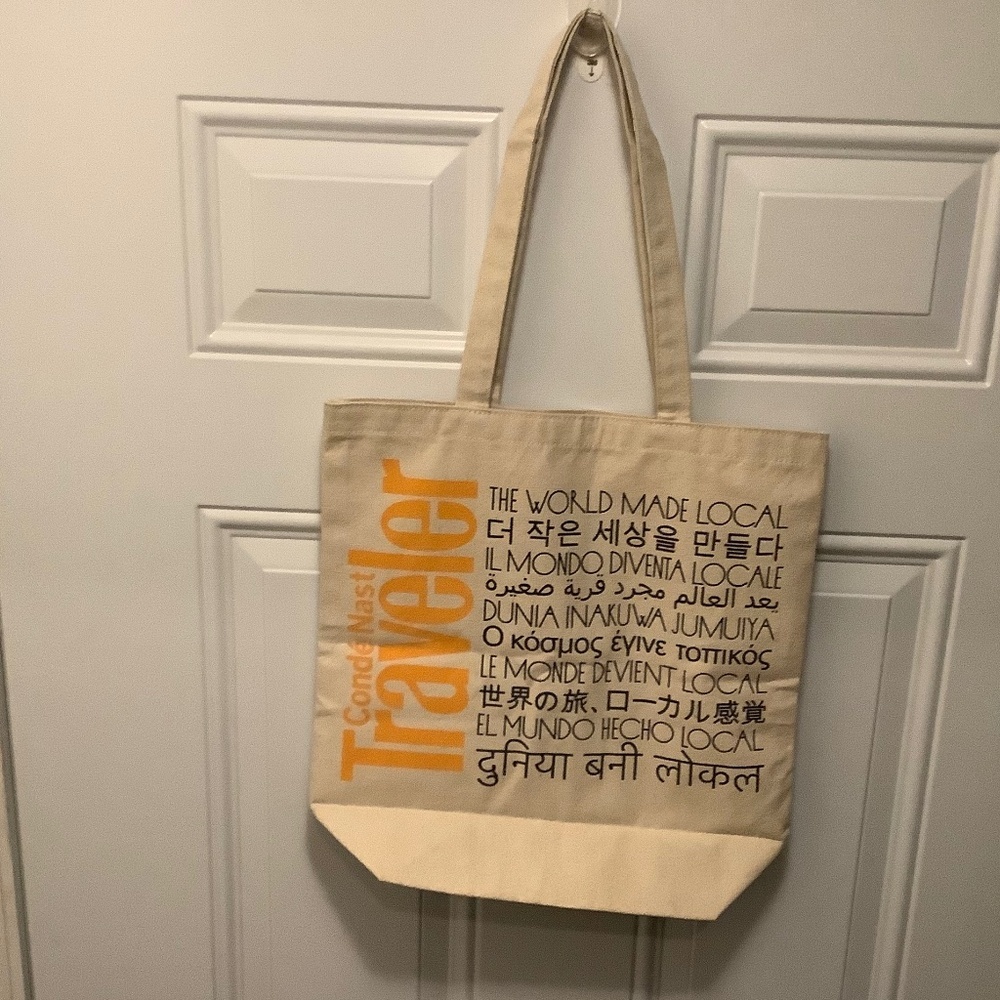 Condé Nast
Traveler
THE WORLD MADE LOCAL
더 작은 세상을 만들다
IL MONDO DIVENTA LOCALE
يعد العالم مجرد قرية صغيرة
DUNIA INAKUWA JUMUIYA
Ο κόσμος έγινε τοπικός
LE MONDE DEVIENT LOCAL
世界の旅、ローカル感覚
EL MUNDO HECHO LOCAL
दुनिया बनी लोकल